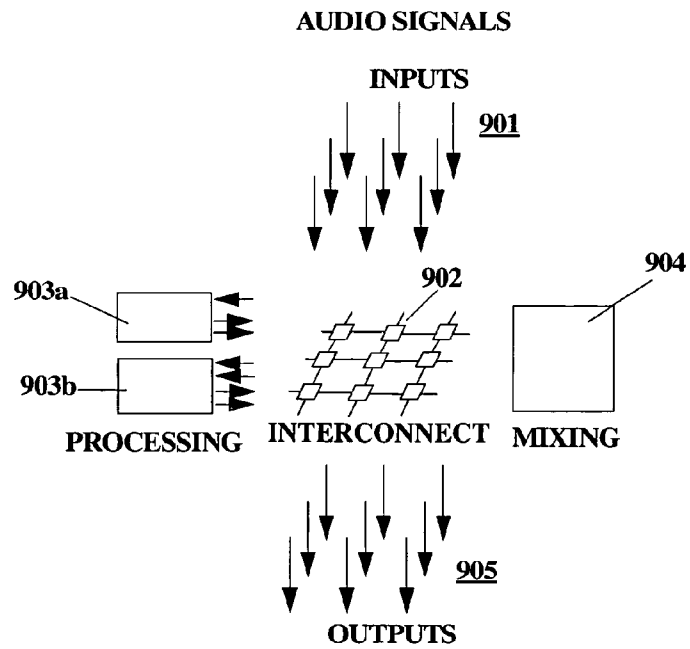 AUDIO SIGNALS
INPUTS
901
902
904
903a
903b
PROCESSING
INTERCONNECT
MIXING
905
OUTPUTS